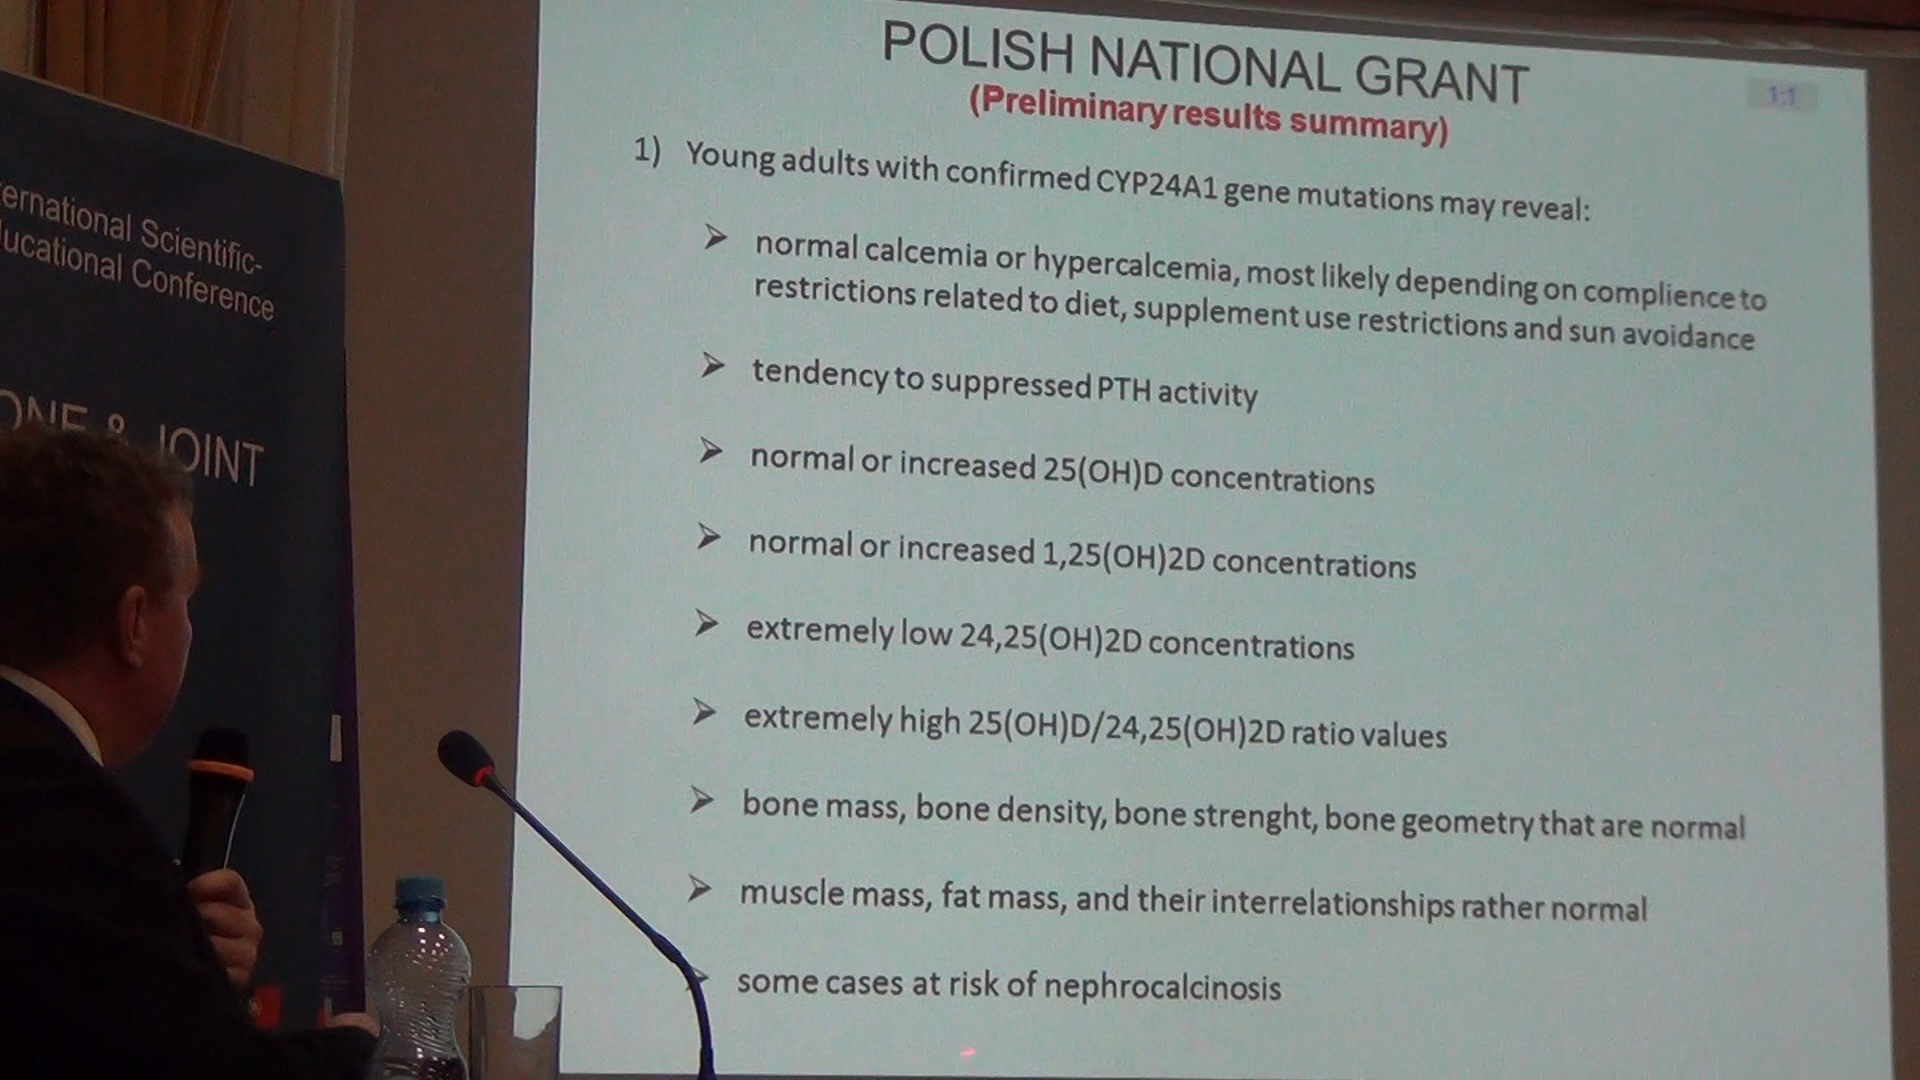 POLISH NATIONAL GRANT
(Preliminary results summary)
1:1
1) Young adults with confirmed CYP24A1 gene mutations may reveal:
➢ normal calcemia or hypercalcemia, most likely depending on complience to
restrictions related to diet, supplement use restrictions and sun avoidance
➢ tendency to suppressed PTH activity
➢ normal or increased 25(OH)D concentrations
➢ normal or increased 1,25(OH)2D concentrations
➢ extremely low 24,25(OH)2D concentrations
➢ extremely high 25(OH)D/24,25(OH)2D ratio values
➢ bone mass, bone density, bone strenght, bone geometry that are normal
➢ muscle mass, fat mass, and their interrelationships rather normal
➢ some cases at risk of nephrocalcinosis
ernational Scientific-
ucational Conference
ONE & JOINT